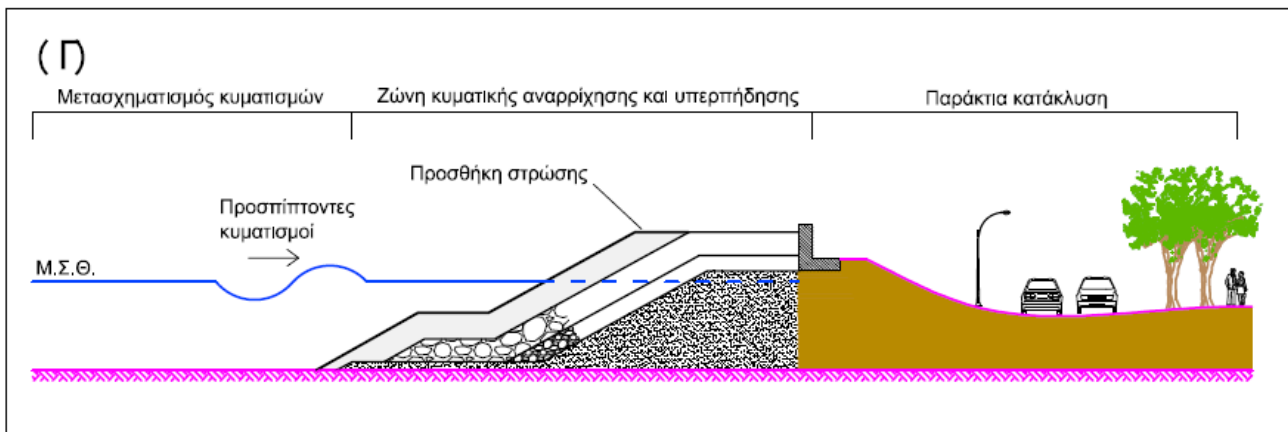 (Γ)
Μετασχηματισμός κυματισμών
Ζώνη κυματικής αναρρίχησης και υπερπήδησης
Παράκτια κατάκλυση
Προσθήκη στρώσης
Προσπίπτοντες
κυματισμοί
Μ.Σ.Θ.